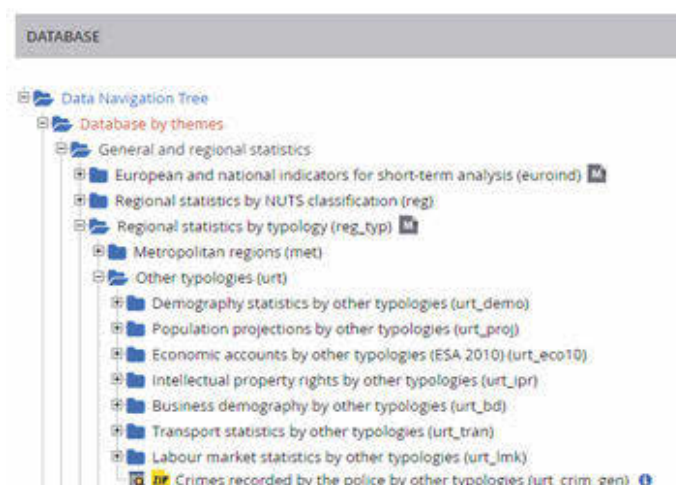 DATABASE
Data Navigation Tree
Database by themes
General and regional statistics
European and national indicators for short-term analysis (euroind) M
Regional statistics by NUTS classification (reg)
Regional statistics by typology (reg_typ) M
Metropolitan regions (met)
Other typologies (urt)
Demography statistics by other typologies (urt_demo)
Population projections by other typologies (urt_proj)
Economic accounts by other typologies (ESA 2010) (urt_eco10)
Intellectual property rights by other typologies (urt_ipr)
Business demography by other typologies (urt_bd)
Transport statistics by other typologies (urt_tran)
Labour market statistics by other typologies (urt_lmk)
ZIP Crimes recorded by the police by other typologies (urt_crim_gen)